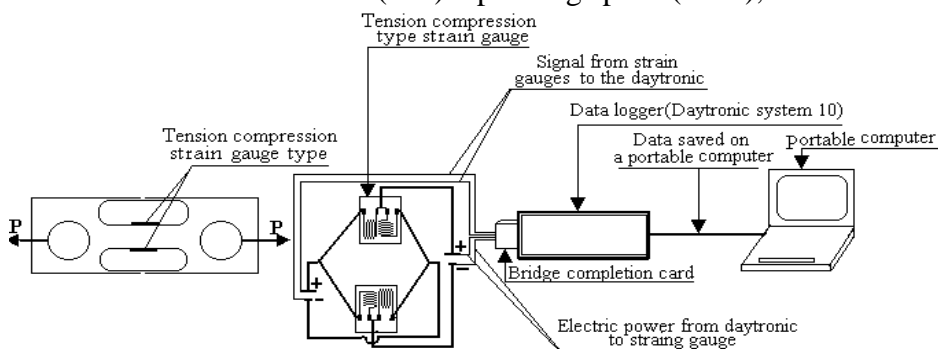 Tension compression
type strain gauge
Signal from strain
gauges to the daytronic
Data logger(Daytronic system 10)
Tension compression
strain gauge type
Data saved on
a portable computer
Portable computer
P
P
+
−
+
−
Bridge completion card
Electric power from daytronic
to straing gauge